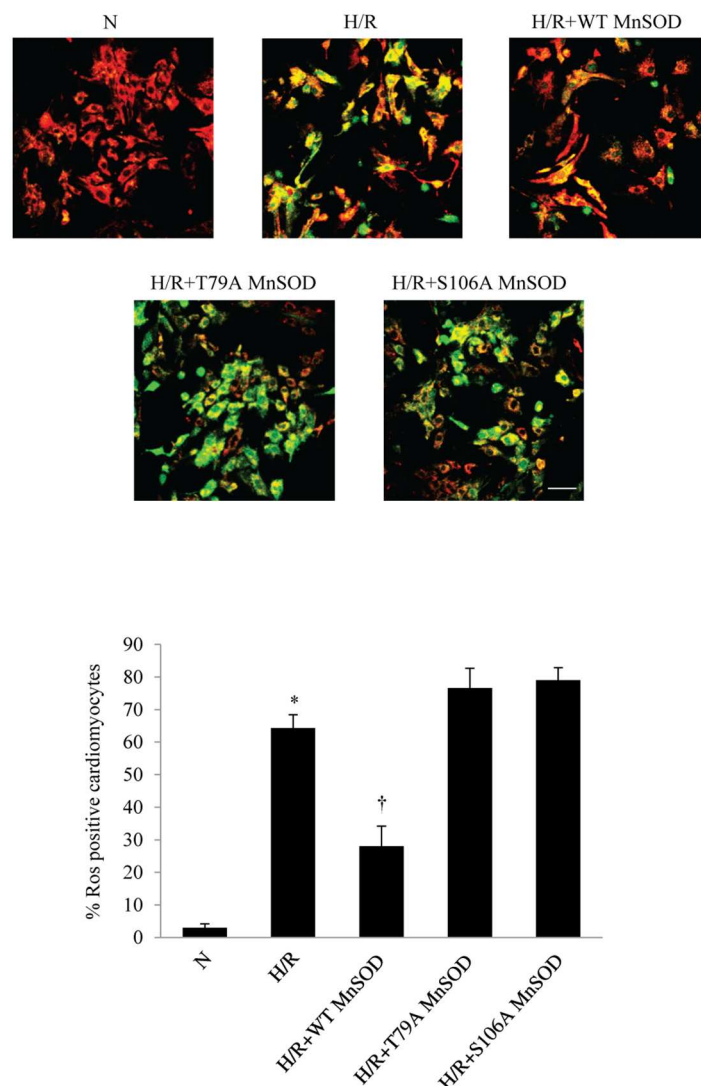 N
H/R
H/R+WT MnSOD
H/R+T79A MnSOD
H/R+S106A MnSOD
90
80
70
60
50
40
30
20
10
0
% Ros positive cardiomyocytes
*
†
N
H/R
H/R+WT MnSOD
H/R+T79A MnSOD
H/R+S106A MnSOD